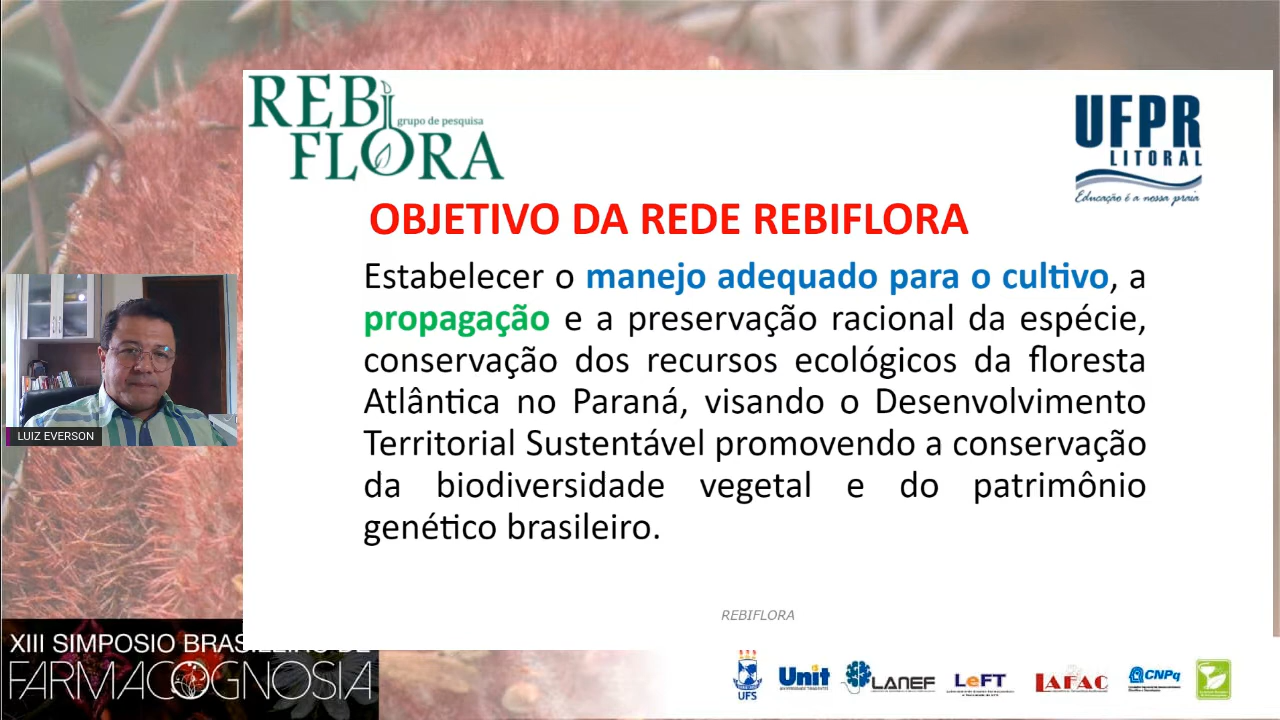 REBI
grupo de pesquisa
FLORA
UFPR
LITORAL
Educação é a nossa praia
OBJETIVO DA REDE REBIFLORA
Estabelecer o manejo adequado para o cultivo, a
propagação e a preservação racional da espécie,
conservação dos recursos ecológicos da floresta
Atlântica no Paraná, visando o Desenvolvimento
Territorial Sustentável promovendo a conservação
da biodiversidade vegetal e do patrimônio
genético brasileiro.
LUIZ EVERSON
REBIFLORA
XIII SIMPOSIO BRASILEIRO DE
FARMACOGNOSIA
UFS
Unit
LANEF
LeFT
LAFAC
CNPq